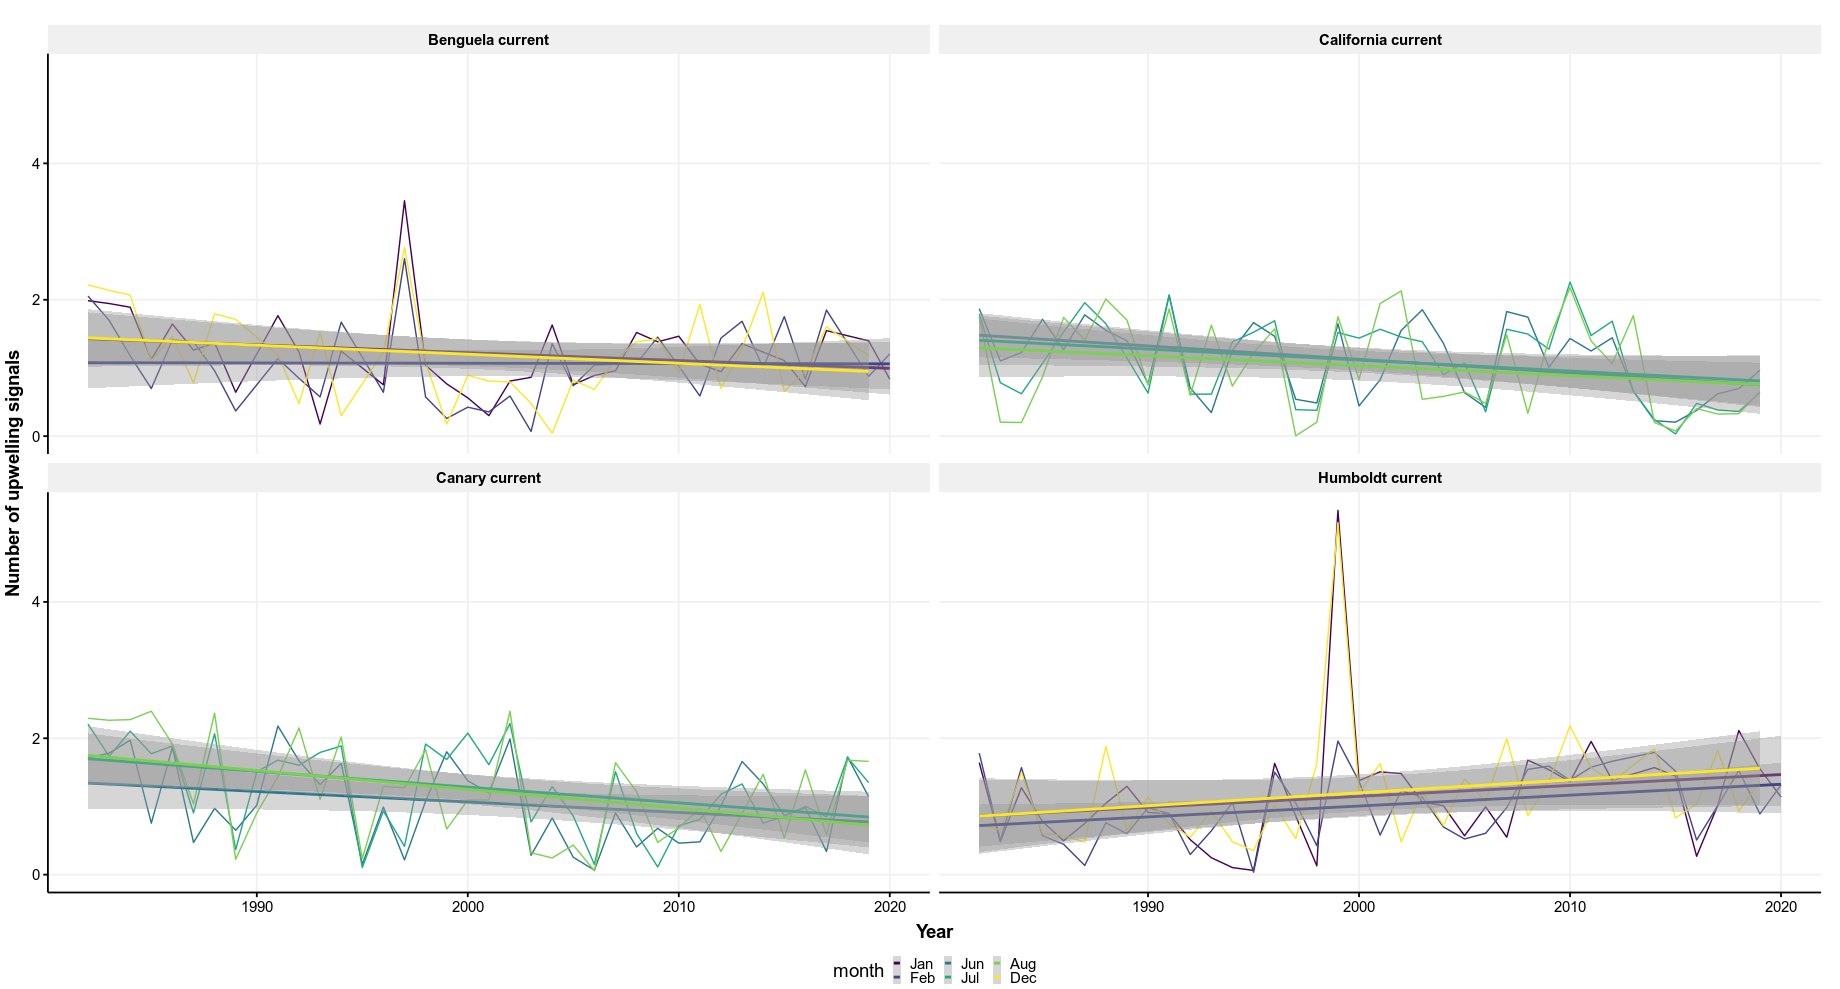 Benguela current
California current
4
2
0
Canary current
Humboldt current
4
2
0
1990
2000
2010
2020
1990
2000
2010
2020
Number of upwelling signals
Year
month
Jan
Feb
Jun
Jul
Aug
Dec